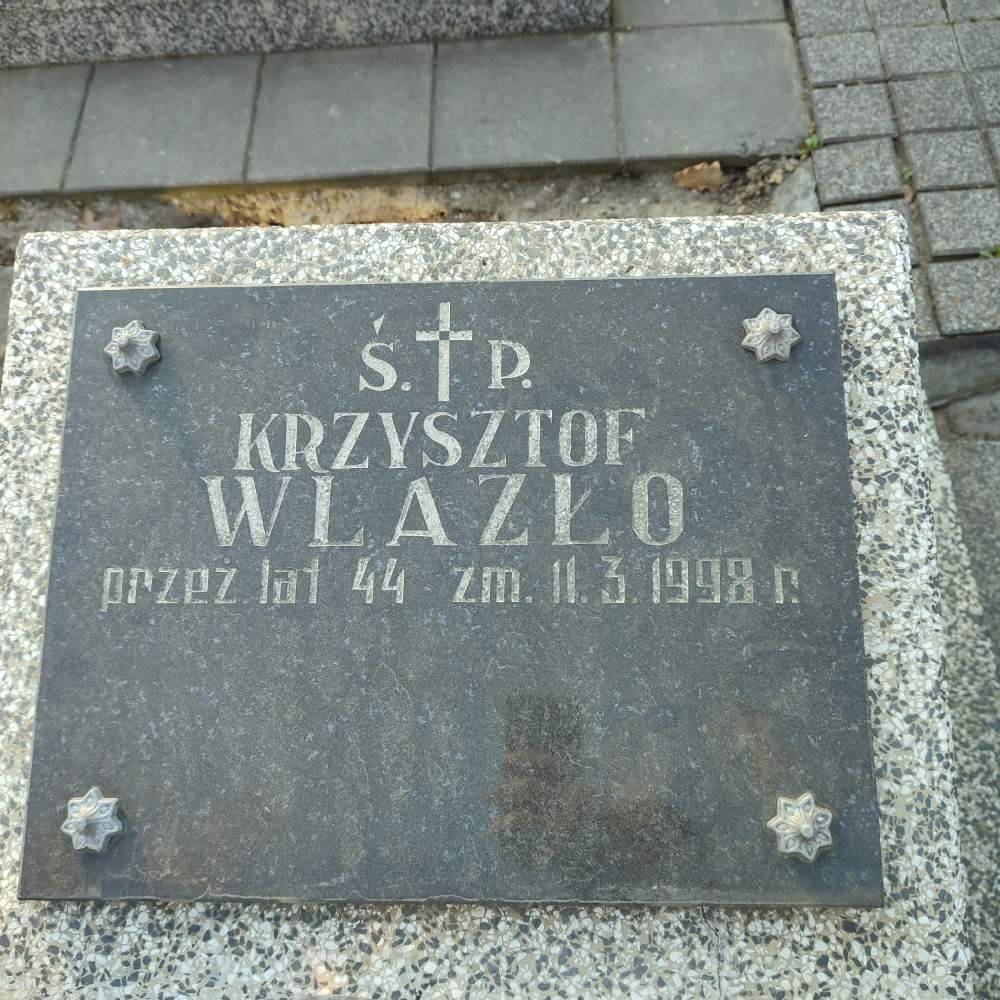 Ś. P.
KRZYSZTOF
WLAZŁO
przeż. lat 44 zm. 11.3.1998 r.